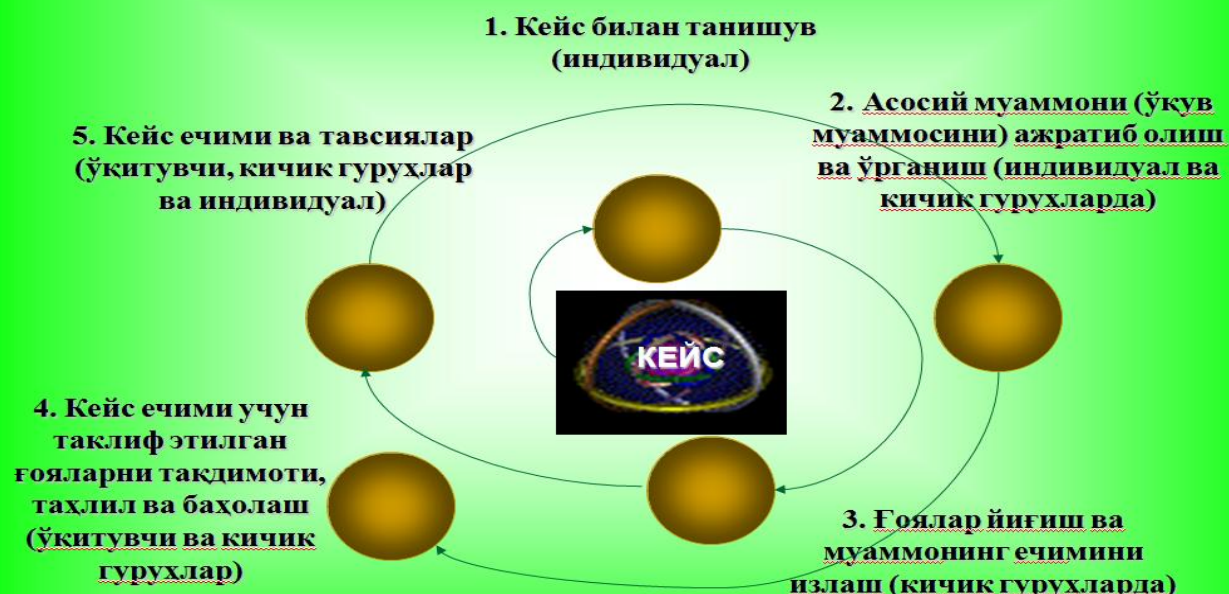 1. Кейс билан танишув
(индивидуал)
2. Асосий муаммони (ўқув
муаммосини) ажратиб олиш
ва ўрганиш (индивидуал ва
кичик гурухларда)
3. Ғоялар йиғиш ва
муаммонинг ечимини
излаш (кичик гурухларда)
4. Кейс ечими учун
таклиф этилган
ғояларни тақдимоти,
таҳлил ва баҳолаш
(ўқитувчи ва кичик
гурухлар)
5. Кейс ечими ва тавсиялар
(ўқитувчи, кичик гурухлар
ва индивидуал)
КЕЙС